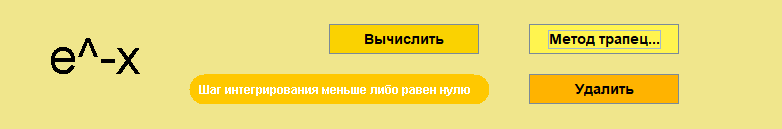 e^-x
Вычислить
Метод трапец...
Шаг интегрирования меньше либо равен нулю
Удалить